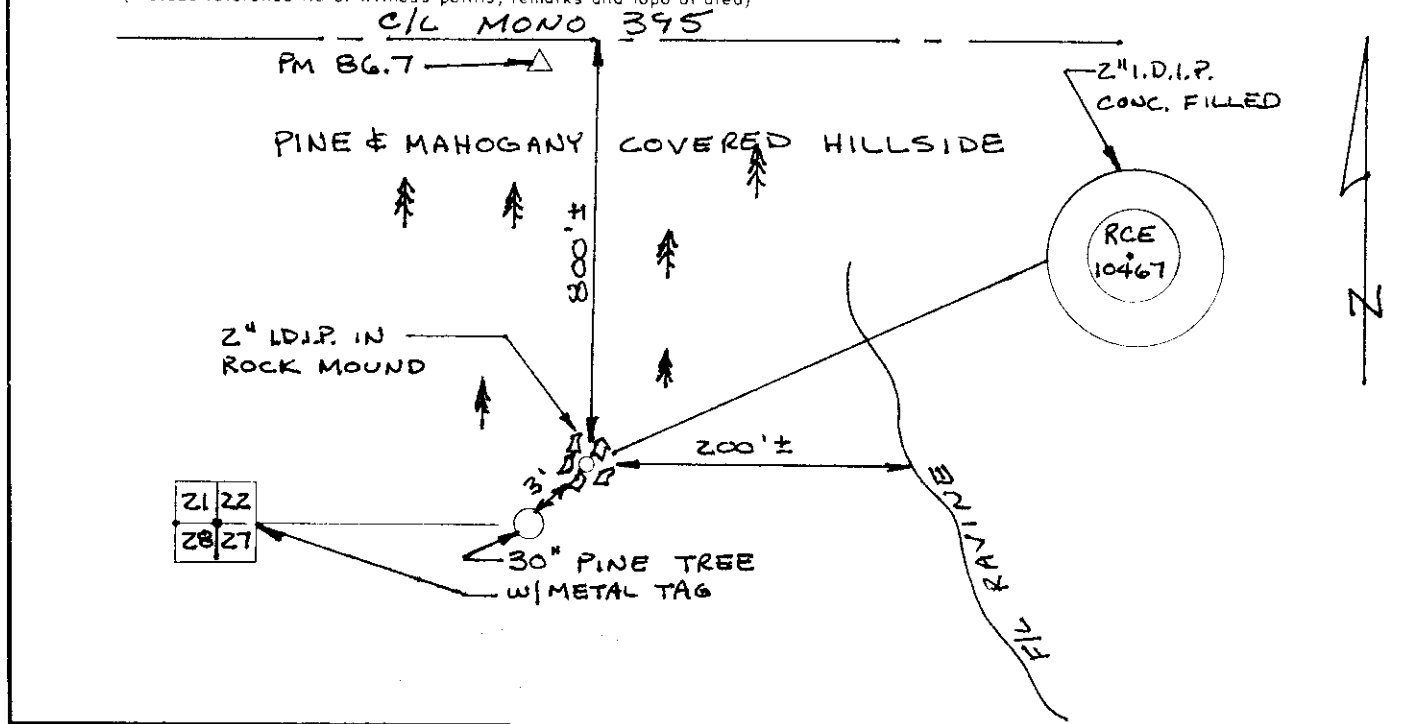 C/L MONO 395
PM 86.7
2" I.D.I.P.
CONC. FILLED
PINE & MAHOGANY COVERED HILLSIDE
800'±
RCE
10467
N
2" I.D.I.P. IN
ROCK MOUND
200'±
3'
21 22
28 27
30" PINE TREE
W/METAL TAG
F/L RAVINE